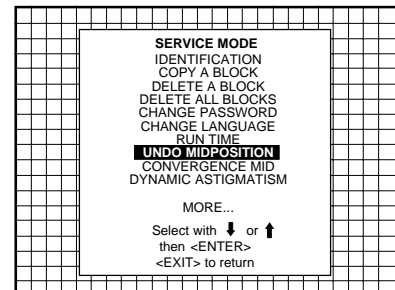 SERVICE MODE
IDENTIFICATION
COPY A BLOCK
DELETE A BLOCK
DELETE ALL BLOCKS
CHANGE PASSWORD
CHANGE LANGUAGE
RUN TIME
UNDO MIDPOSITION
CONVERGENCE MID
DYNAMIC ASTIGMATISM
MORE...
Select with ⬇ or ⬆
then <ENTER>
<EXIT> to return